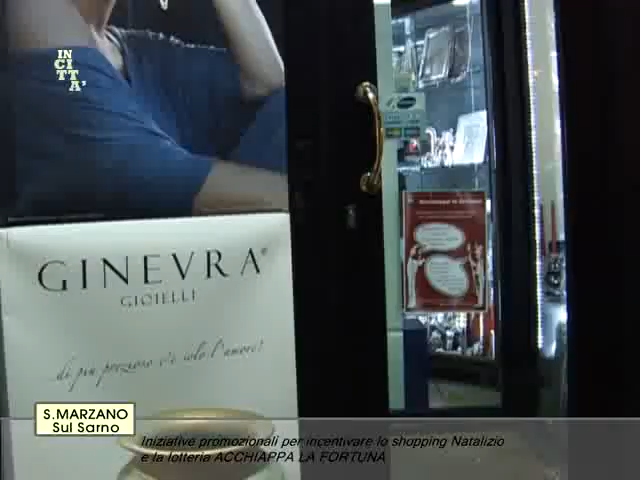 IN
CI
TT
A'
GINEVRA®
GIOIELLI
di più prezioso c'è solo l'amore!
S.MARZANO
Sul Sarno
Iniziative promozionali per incentivare lo shopping Natalizio
e la lotteria ACCHIAPPA LA FORTUNA